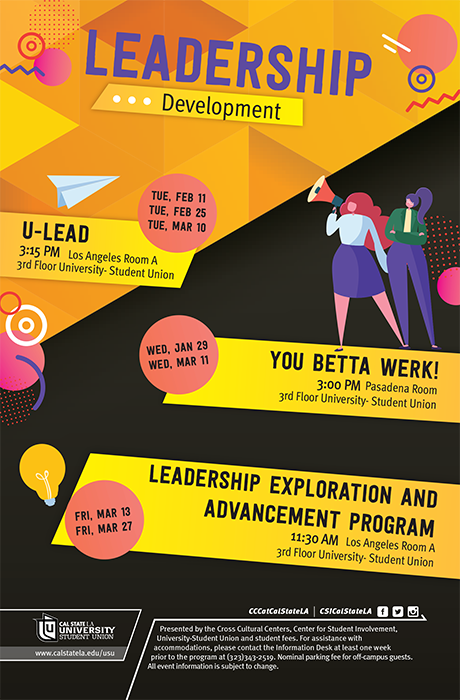 LEADERSHIP
Development
TUE, FEB 11
TUE, FEB 25
TUE, MAR 10
U-LEAD
3:15 PM Los Angeles Room A
3rd Floor University- Student Union
WED, JAN 29
WED, MAR 11
YOU BETTA WERK!
3:00 PM Pasadena Room
3rd Floor University- Student Union
LEADERSHIP EXPLORATION AND
ADVANCEMENT PROGRAM
FRI, MAR 13
FRI, MAR 27
11:30 AM Los Angeles Room A
3rd Floor University- Student Union
CCCatCalStateLA | CSICalStateLA
CAL STATE LA
UNIVERSITY
STUDENT UNION
www.calstatela.edu/usu
Presented by the Cross Cultural Centers, Center for Student Involvement,
University-Student Union and student fees. For assistance with
accommodations, please contact the Information Desk at least one week
prior to the program at (323)343-2519. Nominal parking fee for off-campus guests.
All event information is subject to change.